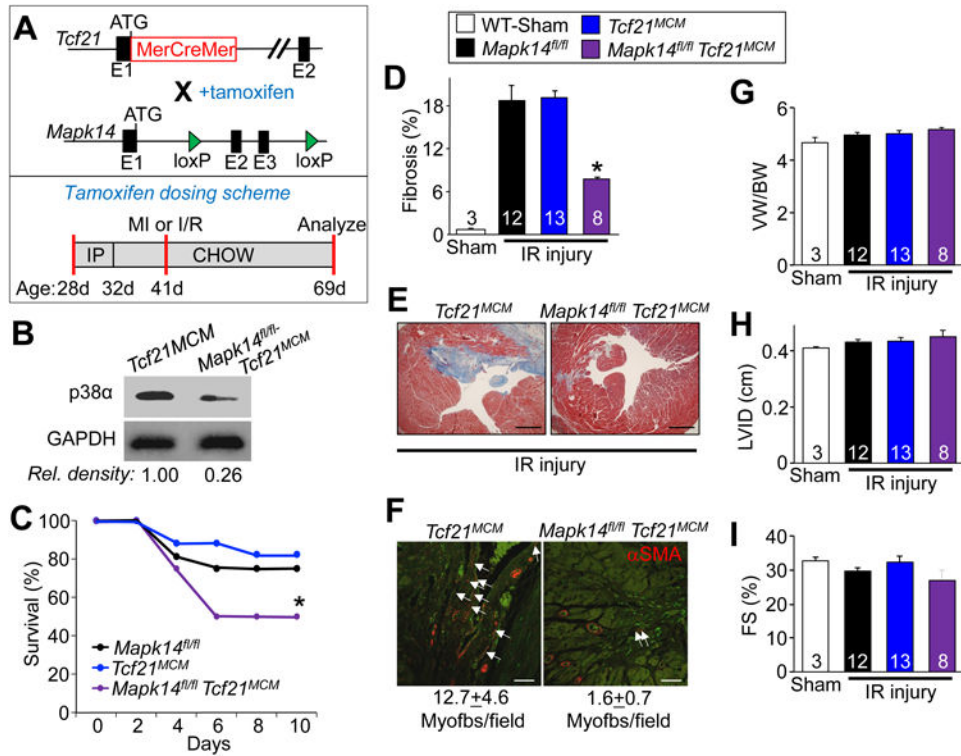 A
Tcf21
ATG
MerCreMer
E1
E2
X +tamoxifen
Mapk14
ATG
E1
loxP
E2
E3
loxP
Tamoxifen dosing scheme
MI or I/R
Analyze
IP
CHOW
Age:28d
32d
41d
69d
B
Tcf21MCM
Mapk14fl/fl-
Tcf21MCM
p38α
GAPDH
Rel. density: 1.00 0.26
C
Survival (%)
100
80
60
40
20
0
*
Mapk14fl/fl
Tcf21MCM
Mapk14fl/fl Tcf21MCM
0 2 4 6 8 10
Days
WT-Sham
Tcf21MCM
Mapk14fl/fl
Mapk14fl/fl Tcf21MCM
D
Fibrosis (%)
18
12
6
0
*
3
12
13
8
Sham
IR injury
E
Tcf21MCM
Mapk14fl/fl Tcf21MCM
IR injury
F
Tcf21MCM
Mapk14fl/fl Tcf21MCM
αSMA
12.7±4.6
Myofbs/field
1.6±0.7
Myofbs/field
G
VW/BW
6
4
2
0
3
12
13
8
Sham
IR injury
H
LVID (cm)
0.4
0.2
0
3
12
13
8
Sham
IR injury
I
FS (%)
40
30
20
10
0
3
12
13
8
Sham
IR injury